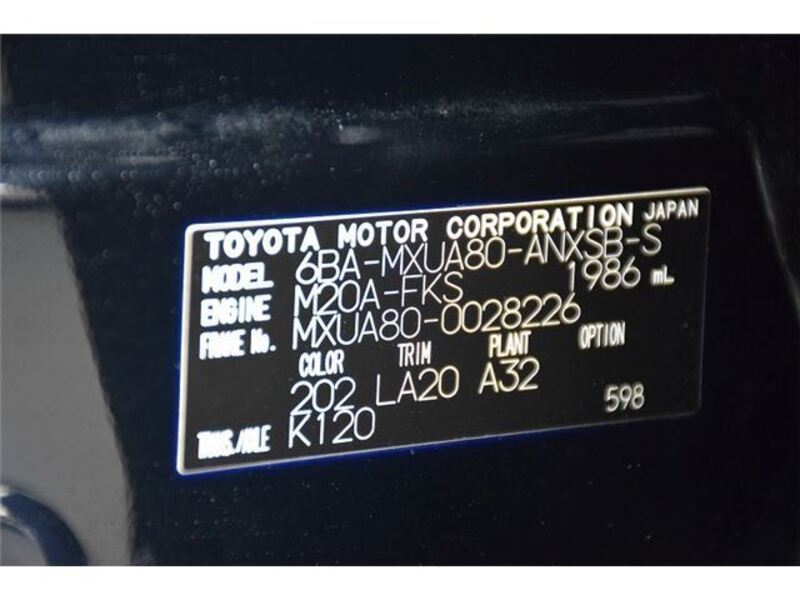 TOYOTA MOTOR CORPORATION JAPAN
MODEL 6BA-MXUA80-ANXSB-S
ENGINE M20A-FKS 1986 mL
FRAME No. MXUA80-0028226
COLOR TRIM PLANT OPTION
202 LA20 A32
TRNS./AXLE K120 598